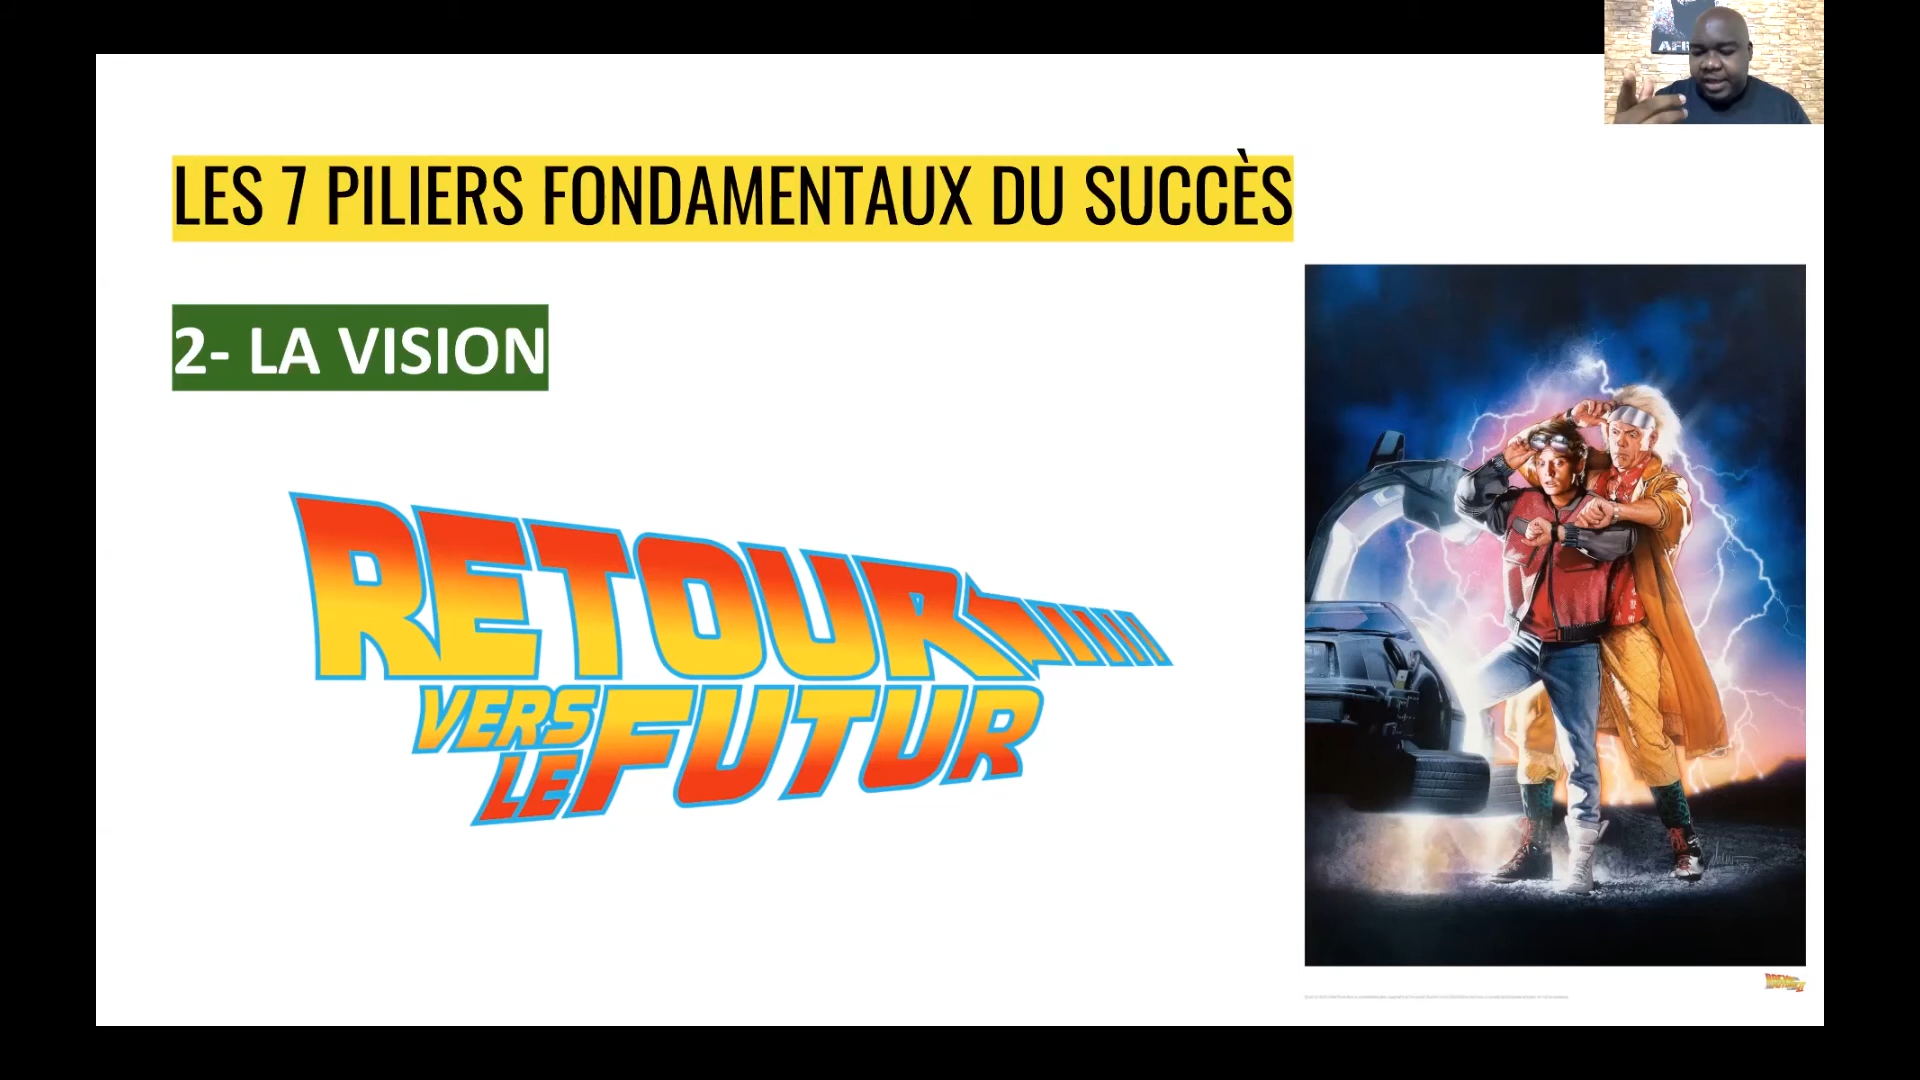 LES 7 PILIERS FONDAMENTAUX DU SUCCÈS
2- LA VISION
RETOUR
VERS
LE FUTUR